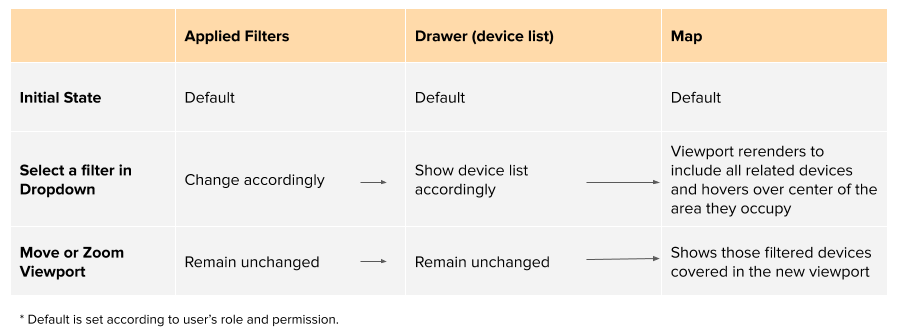 Applied Filters
Drawer (device list)
Map
Initial State
Default
Default
Default
Select a filter in
Dropdown
Change accordingly
Show device list
accordingly
Viewport rerenders to
include all related devices
and hovers over center of the
area they occupy
Move or Zoom
Viewport
Remain unchanged
Remain unchanged
Shows those filtered devices
covered in the new viewport
* Default is set according to user’s role and permission.